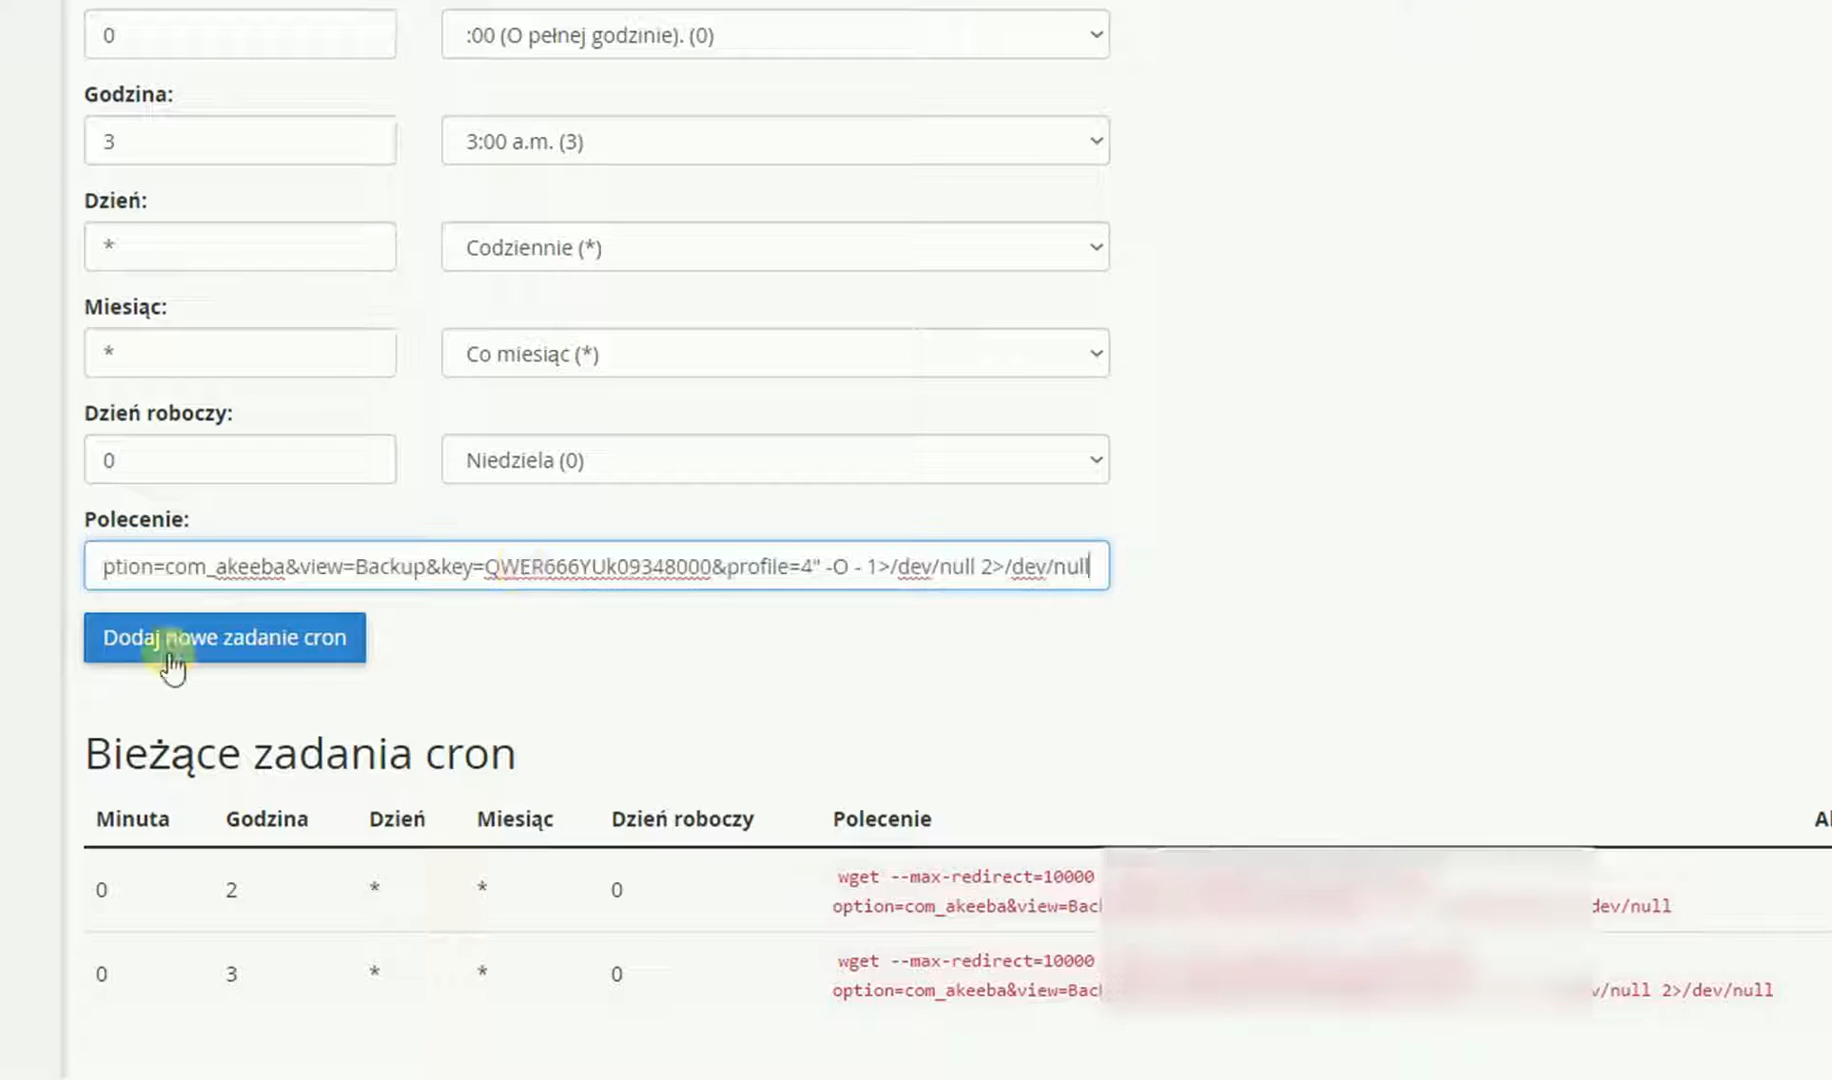 0
:00 (O pełnej godzinie). (0)
Godzina:
3
3:00 a.m. (3)
Dzień:
*
Codziennie (*)
Miesiąc:
*
Co miesiąc (*)
Dzień roboczy:
0
Niedziela (0)
Polecenie:
ption=com_akeeba&view=Backup&key=QWER666YUk09348000&profile=4" -O - 1>/dev/null 2>/dev/null
Dodaj nowe zadanie cron
Bieżące zadania cron
Minuta Godzina Dzień Miesiąc Dzień roboczy Polecenie
0 2 * * 0 wget --max-redirect=10000
option=com_akeeba&view=Bac dev/null
0 3 * * 0 wget --max-redirect=10000
option=com_akeeba&view=Bac /null 2>/dev/null